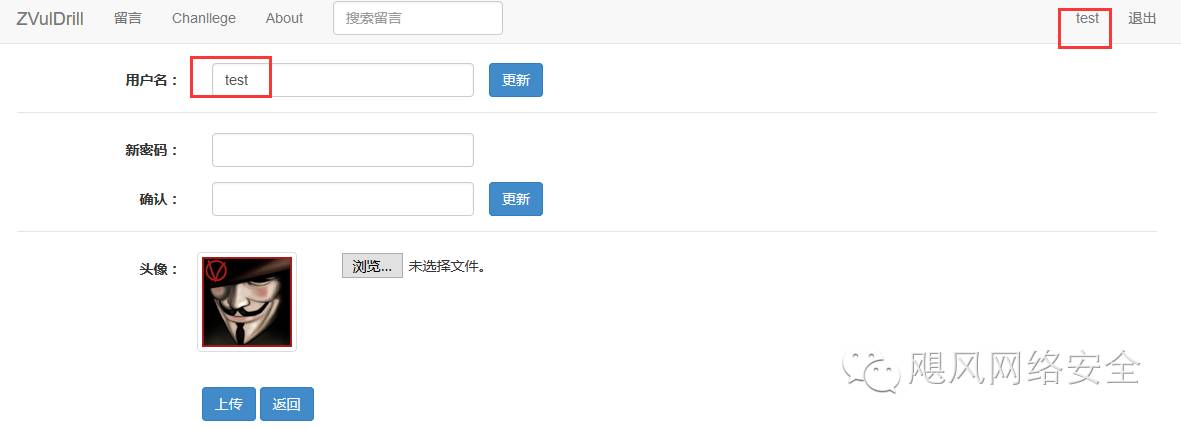 ZVulDrill 留言 Chanllege About 搜索留言 test 退出
用户名： test 更新
新密码：
确认： 更新
头像： 浏览... 未选择文件。
飓风网络安全
上传 返回